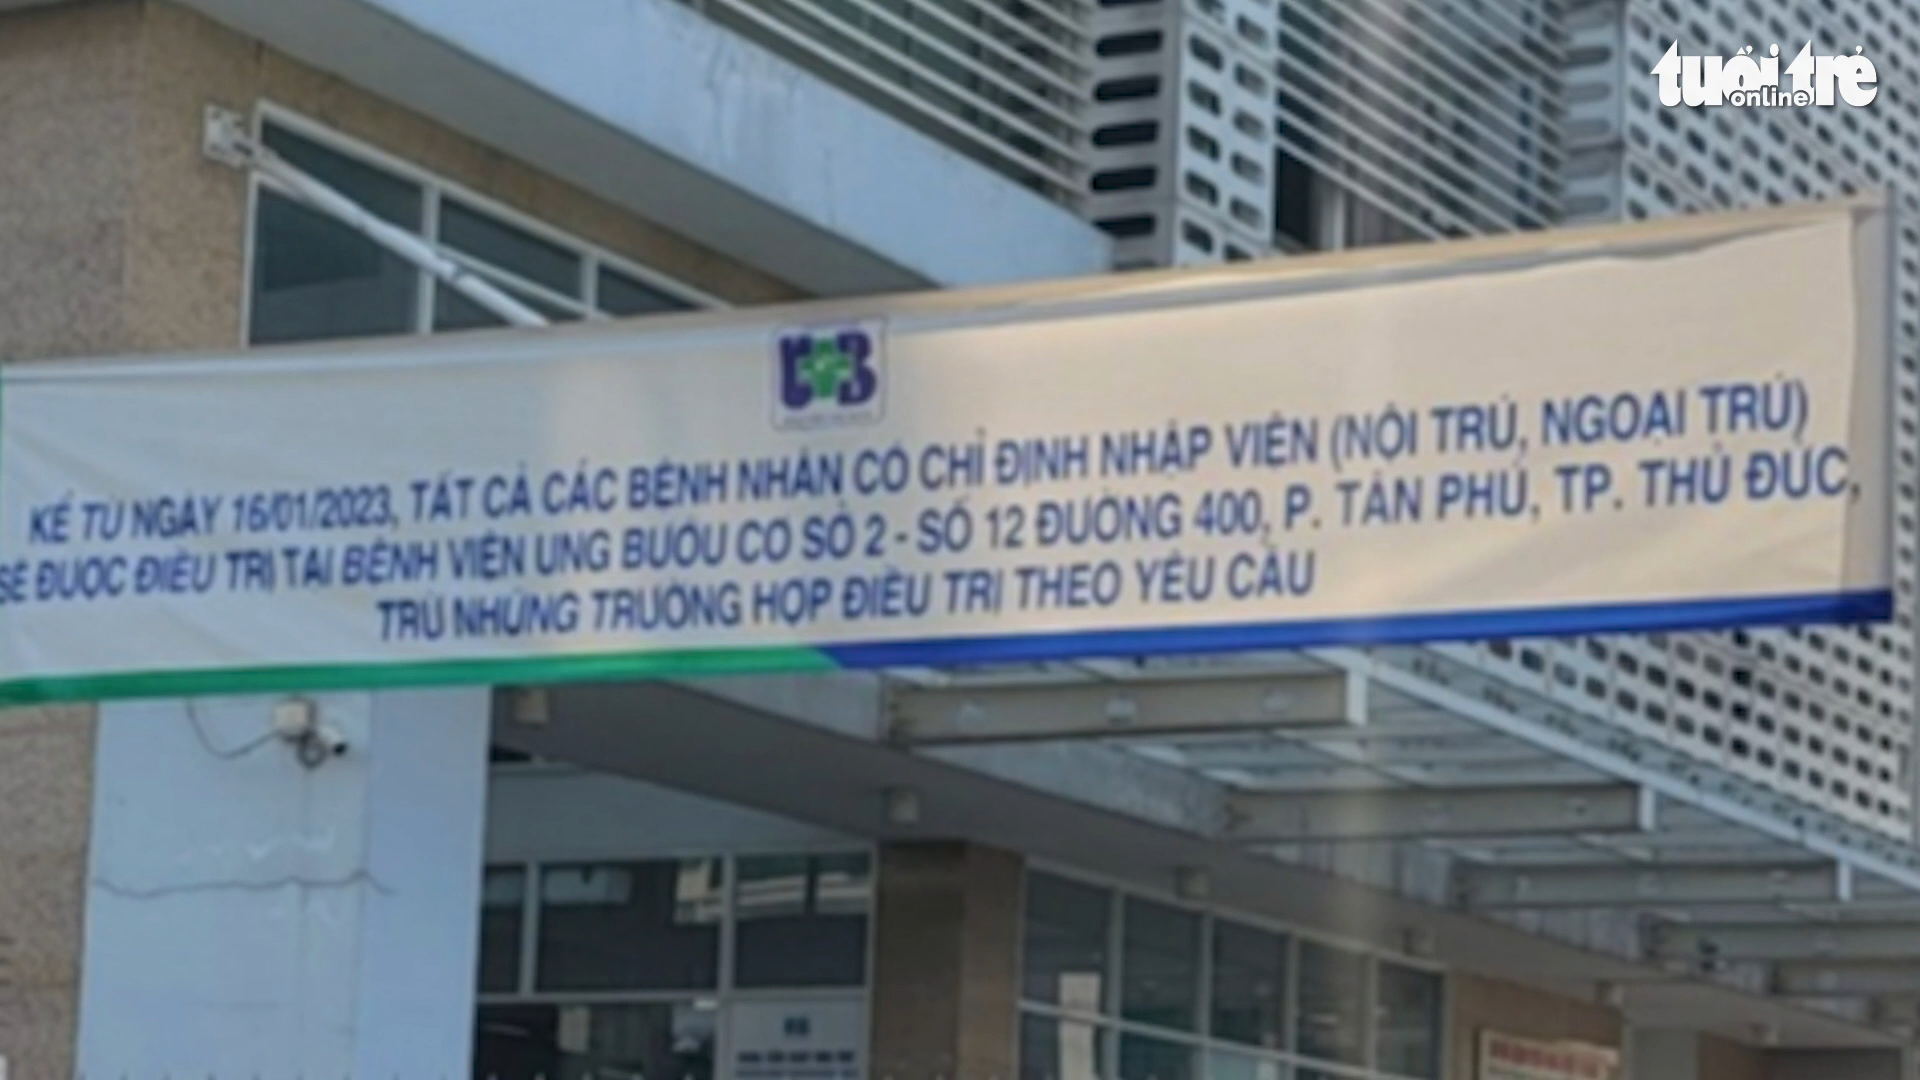 tuổi trẻ
online
KỂ TỪ NGÀY 16/01/2023, TẤT CẢ CÁC BỆNH NHÂN CÓ CHỈ ĐỊNH NHẬP VIỆN (NỘI TRÚ, NGOẠI TRÚ)
SẼ ĐƯỢC ĐIỀU TRỊ TẠI BỆNH VIỆN UNG BƯỚU CƠ SỞ 2 - SỐ 12 ĐƯỜNG 400, P. TÂN PHÚ, TP. THỦ ĐỨC,
TRỪ NHỮNG TRƯỜNG HỢP ĐIỀU TRỊ THEO YÊU CẦU